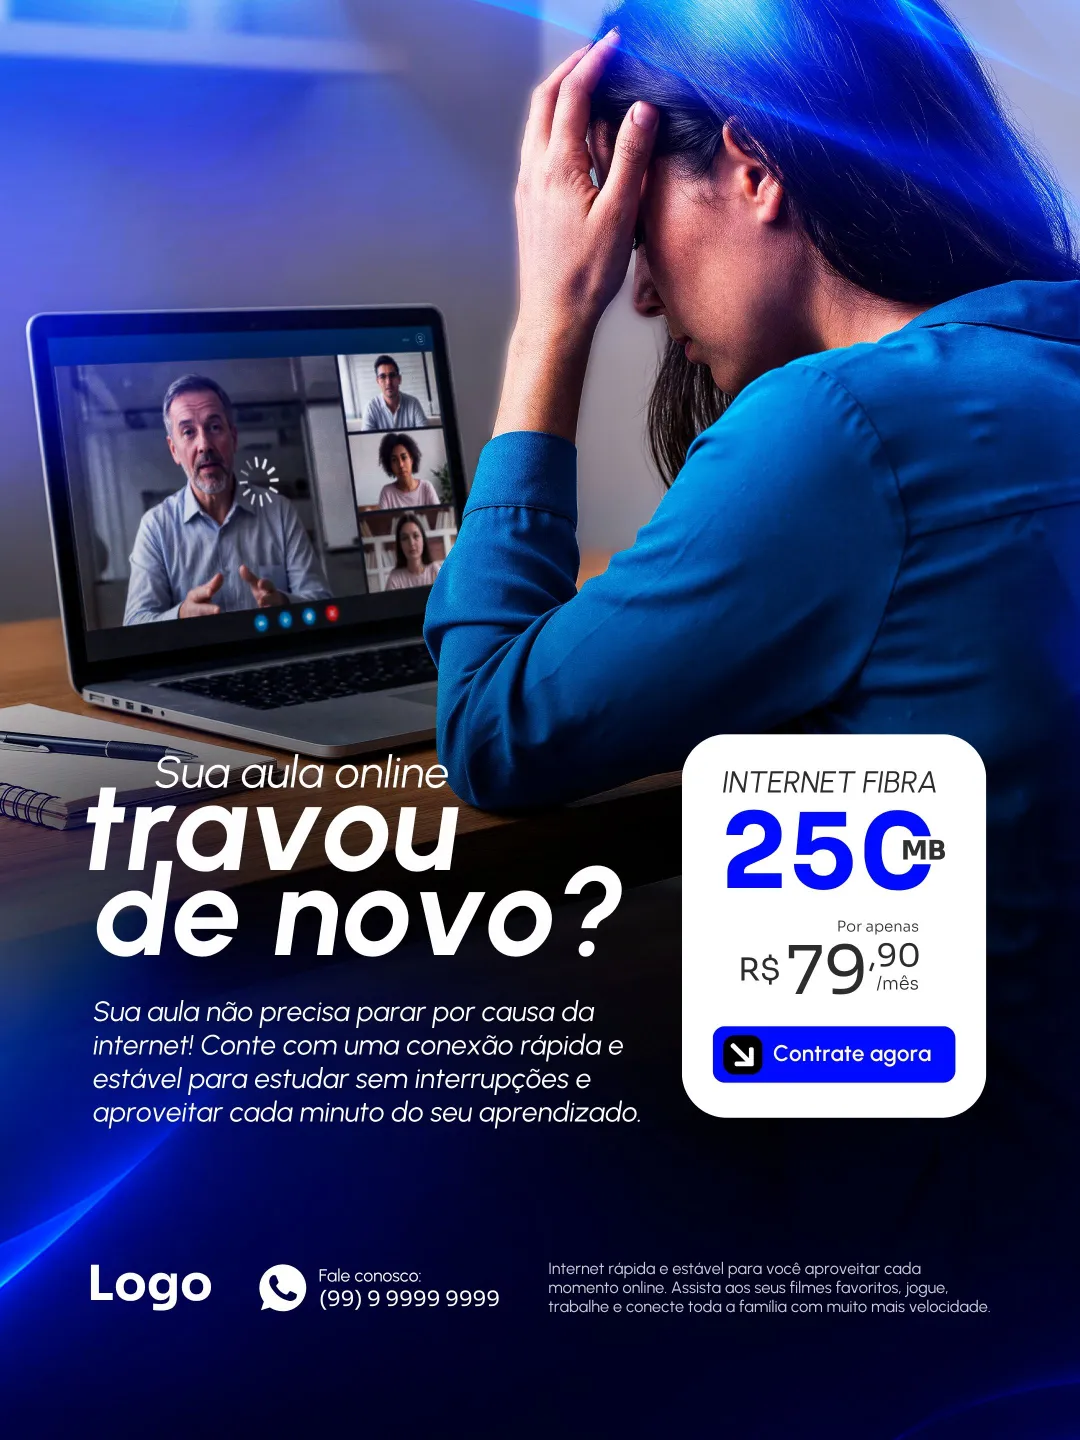 Sua aula online
travou
de novo?
Sua aula não precisa parar por causa da
internet! Conte com uma conexão rápida e
estável para estudar sem interrupções e
aproveitar cada minuto do seu aprendizado.
INTERNET FIBRA
250 MB
Por apenas
R$ 79,90
/mês
Contrate agora
Logo
Fale conosco:
(99) 9 9999 9999
Internet rápida e estável para você aproveitar cada
momento online. Assista aos seus filmes favoritos, jogue,
trabalhe e conecte toda a família com muito mais velocidade.